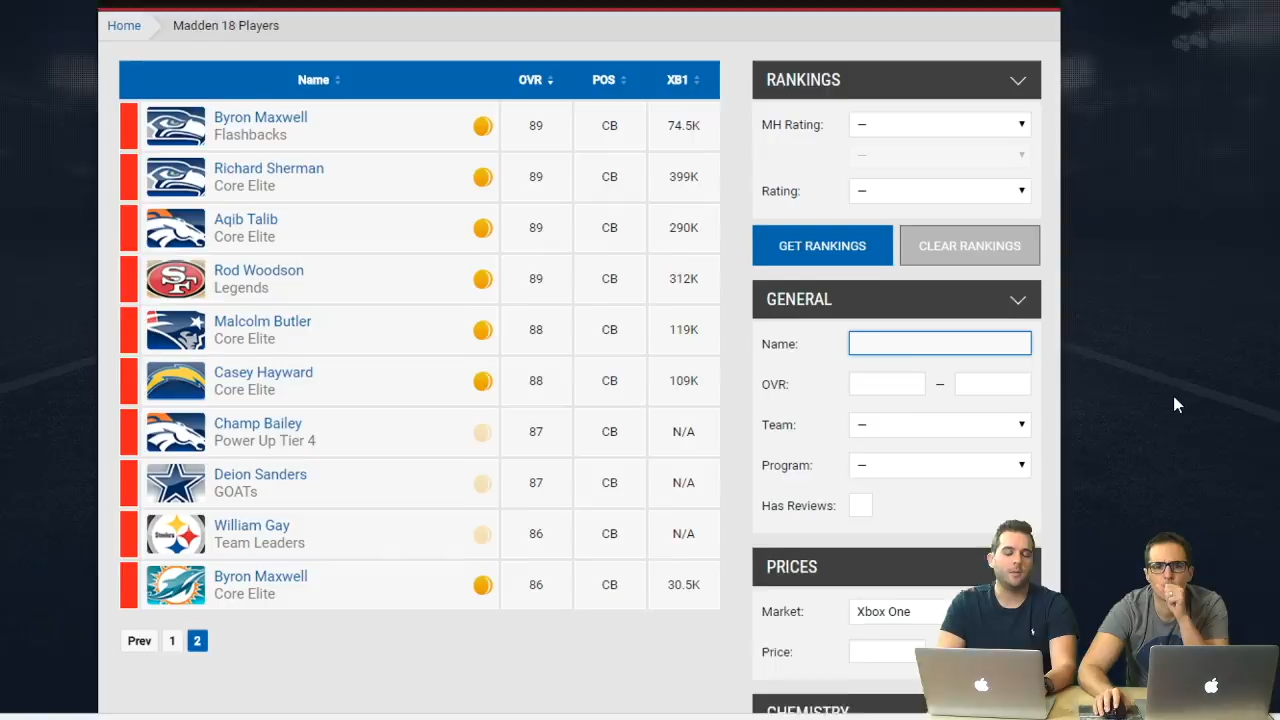 Home
Madden 18 Players
Name OVR POS XB1
Byron Maxwell
Flashbacks
89 CB 74.5K
Richard Sherman
Core Elite
89 CB 399K
Aqib Talib
Core Elite
89 CB 290K
Rod Woodson
Legends
89 CB 312K
Malcolm Butler
Core Elite
88 CB 119K
Casey Hayward
Core Elite
88 CB 109K
Champ Bailey
Power Up Tier 4
87 CB N/A
Deion Sanders
GOATs
87 CB N/A
Steelers
William Gay
Team Leaders
86 CB N/A
Byron Maxwell
Core Elite
86 CB 30.5K
Prev 1 2
RANKINGS
MH Rating: –
–
Rating: –
GET RANKINGS CLEAR RANKINGS
GENERAL
Name:
OVR: –
Team: –
Program: –
Has Reviews:
PRICES
Market: Xbox One
Price:
CHEMISTRY